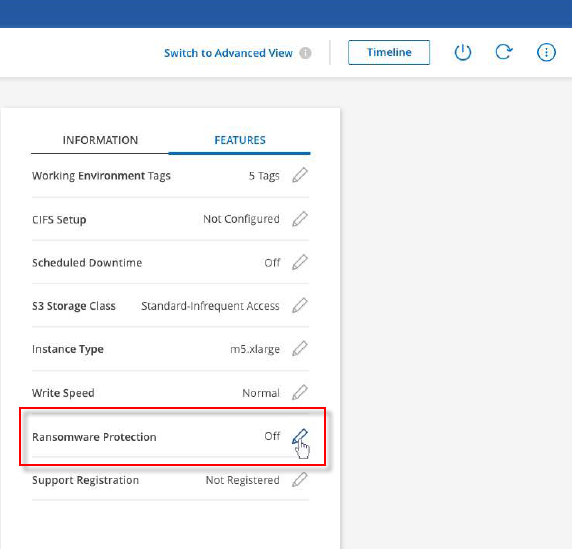 Switch to Advanced View
Timeline
INFORMATION FEATURES
Working Environment Tags 5 Tags
CIFS Setup Not Configured
Scheduled Downtime Off
S3 Storage Class Standard-Infrequent Access
Instance Type m5.xlarge
Write Speed Normal
Ransomware Protection Off
Support Registration Not Registered